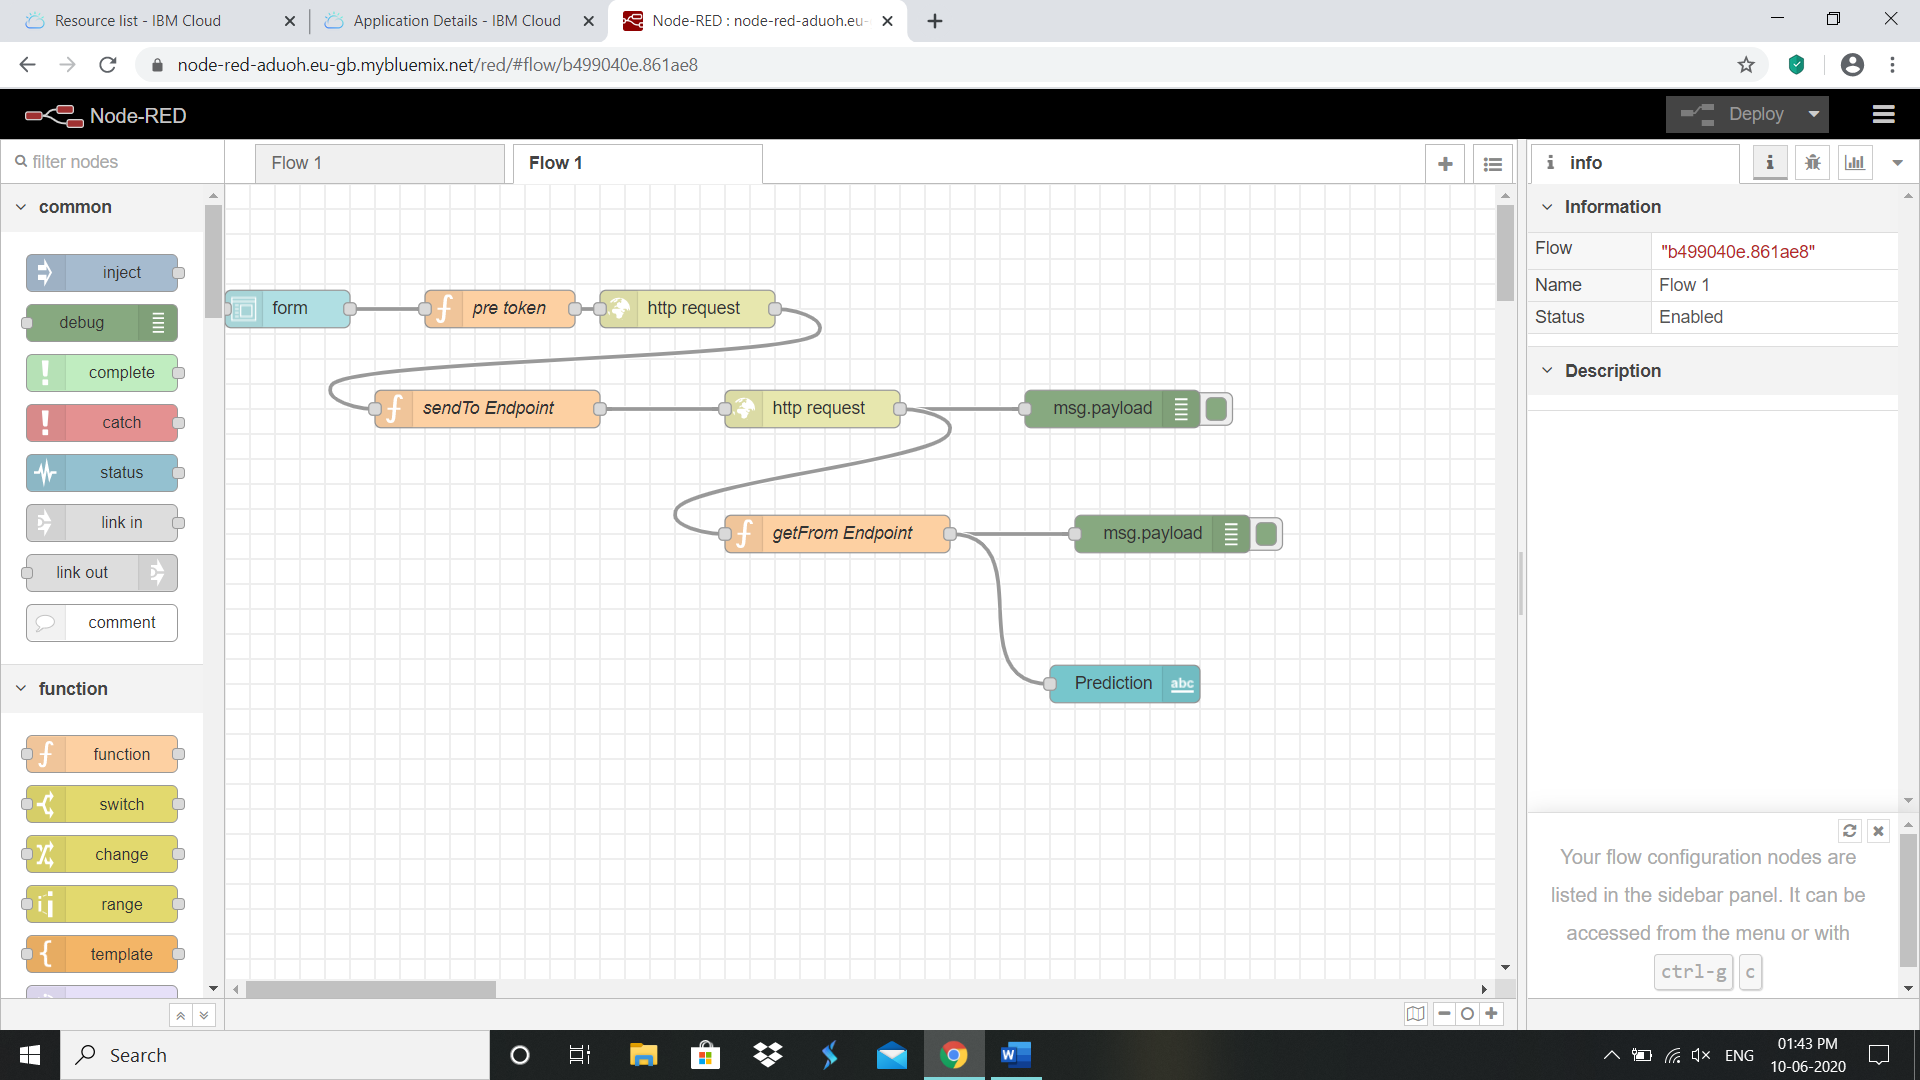 Resource list - IBM Cloud
Application Details - IBM Cloud
Node-RED : node-red-aduoh.eu-
node-red-aduoh.eu-gb.mybluemix.net/red/#flow/b499040e.861ae8
Node-RED
Deploy
filter nodes
Flow 1
Flow 1
info
common
inject
debug
complete
catch
status
link in
link out
comment
function
function
switch
change
range
template
form
pre token
http request
sendTo Endpoint
http request
msg.payload
getFrom Endpoint
msg.payload
Prediction
abc
Information
Flow "b499040e.861ae8"
Name Flow 1
Status Enabled
Description
Your flow configuration nodes are
listed in the sidebar panel. It can be
accessed from the menu or with
ctrl-g c
Search
W
ENG
01:43 PM
10-06-2020